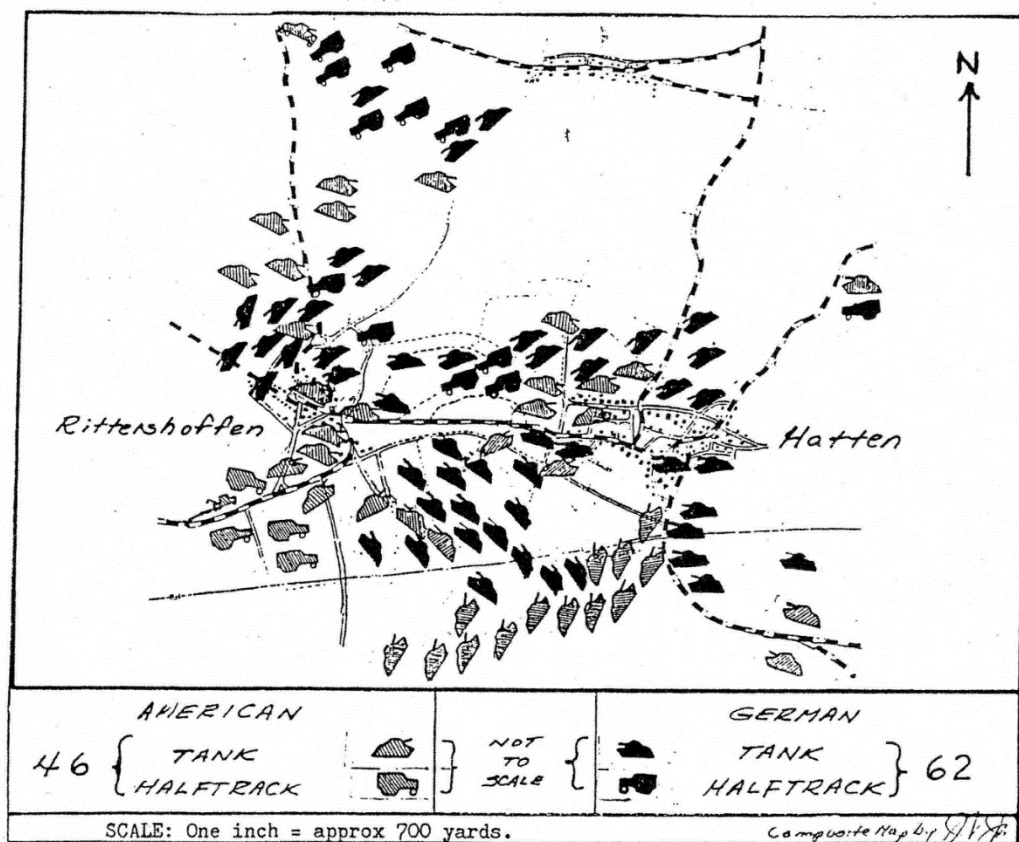 N
Rittershoffen
Hatten
AMERICAN
46 { TANK
HALFTRACK
NOT
TO
SCALE
GERMAN
TANK
HALFTRACK } 62
SCALE: One inch = approx 700 yards.
Composite Map by